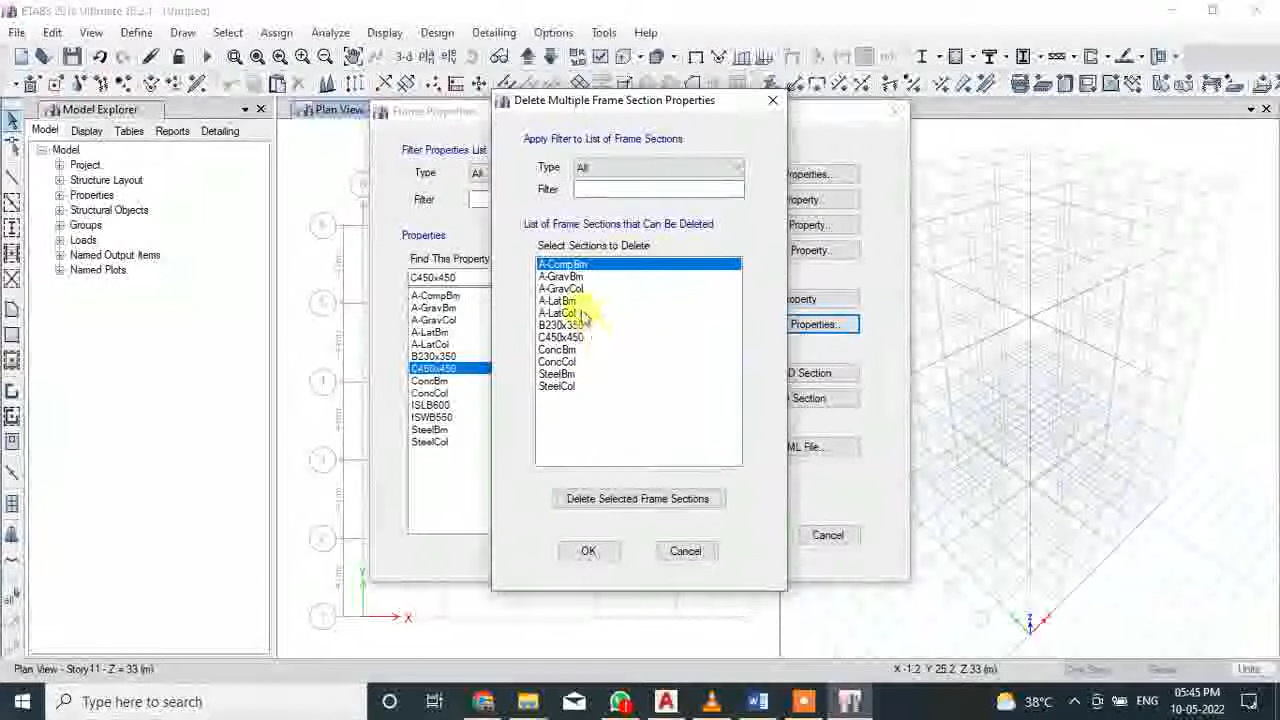 ETABS 2016 Ultimate 16.2.1 - (Untitled)
File Edit View Define Draw Select Assign Analyze Display Design Detailing Options Tools Help
Model Explorer
Model Display Tables Reports Detailing
Model
Project
Structure Layout
Properties
Structural Objects
Groups
Loads
Named Output Items
Named Plots
Plan View
Frame Properties
Filter Properties List
Type All
Filter
Properties
Find This Property
C450x450
A-CompBm
A-GravBm
A-GravCol
A-LatBm
A-LatCol
B230x350
C450x450
ConcBm
ConcCol
ISLB600
ISWB550
SteelBm
SteelCol
Properties...
Property...
Property...
Property...
Property
Properties...
D Section
Section
ML File...
Cancel
Delete Multiple Frame Section Properties
Apply Filter to List of Frame Sections
Type All
Filter
List of Frame Sections that Can Be Deleted
Select Sections to Delete
A-CompBm
A-GravBm
A-GravCol
A-LatBm
A-LatCol
B230x350
C450x450
ConcBm
ConcCol
SteelBm
SteelCol
Delete Selected Frame Sections
OK Cancel
Y
X
Z
Plan View - Story11 - Z = 33 (m)
X -1.2 Y 25.2 Z 33 (m)
Units...
Type here to search
38°C
ENG
05:45 PM
10-05-2022